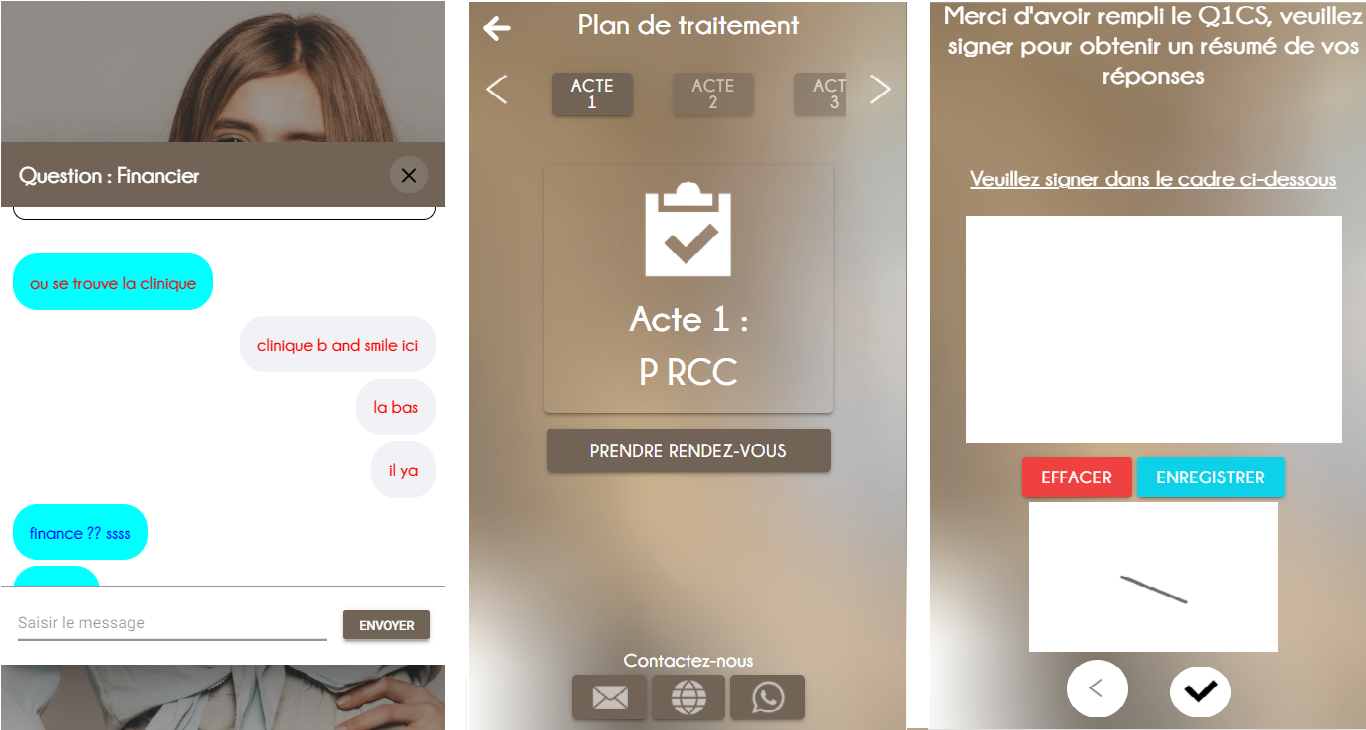 Question : Financier
ou se trouve la clinique
clinique b and smile ici
la bas
il ya
finance ?? ssss
Saisir le message
ENVOYER
Plan de traitement
ACTE
1
ACTE
2
ACT
3
Acte 1 :
P RCC
PRENDRE RENDEZ-VOUS
Contactez-nous
Merci d'avoir rempli le Q1CS, veuillez
signer pour obtenir un résumé de vos
réponses
Veuillez signer dans le cadre ci-dessous
EFFACER
ENREGISTRER